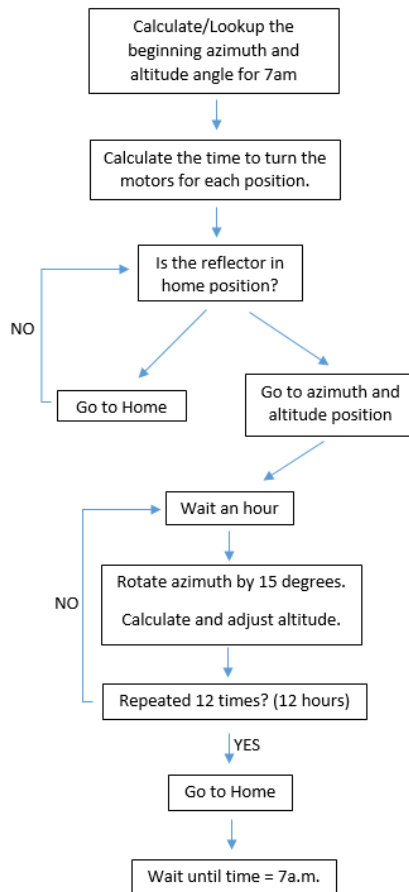 Calculate/Lookup the
beginning azimuth and
altitude angle for 7am
Calculate the time to turn the
motors for each position.
Is the reflector in
home position?
NO
Go to Home
Go to azimuth and
altitude position
Wait an hour
Rotate azimuth by 15 degrees.
Calculate and adjust altitude.
NO
Repeated 12 times? (12 hours)
YES
Go to Home
Wait until time = 7a.m.